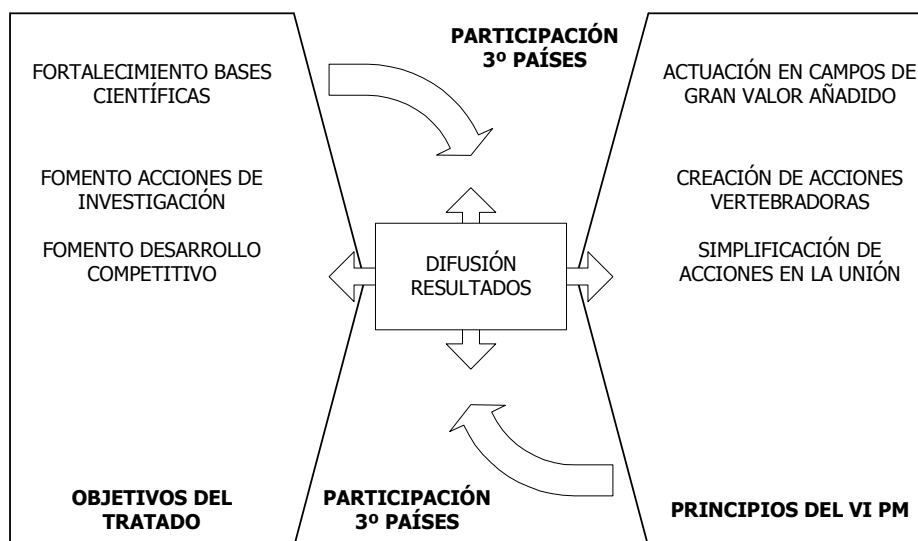 PARTICIPACIÓN
3º PAÍSES
FORTALECIMIENTO BASES
CIENTÍFICAS
ACTUACIÓN EN CAMPOS DE
GRAN VALOR AÑADIDO
FOMENTO ACCIONES DE
INVESTIGACIÓN
CREACIÓN DE ACCIONES
VERTEBRADORAS
FOMENTO DESARROLLO
COMPETITIVO
DIFUSIÓN
RESULTADOS
SIMPLIFICACIÓN DE
ACCIONES EN LA UNIÓN
OBJETIVOS DEL
TRATADO
PARTICIPACIÓN
3º PAÍSES
PRINCIPIOS DEL VI PM